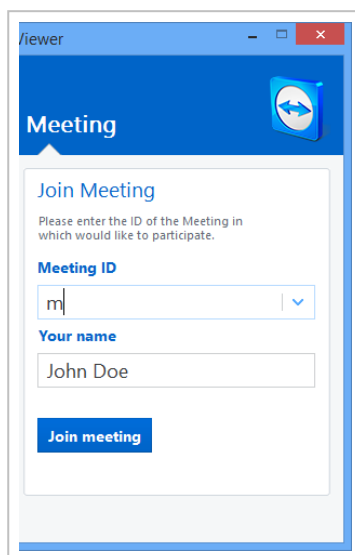 Viewer
Meeting
Join Meeting
Please enter the ID of the Meeting in
which would like to participate.
Meeting ID
m
Your name
John Doe
Join meeting